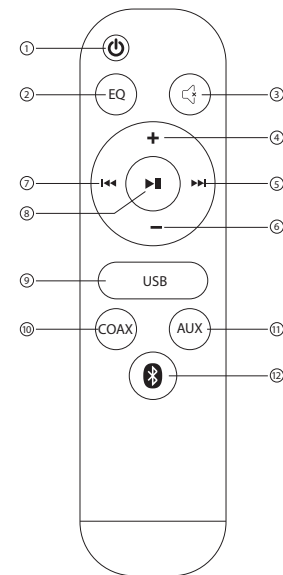 ①
② EQ ③
④
⑦ ⑤
⑧
⑥
⑨ USB
⑩ COAX AUX ⑪
⑫